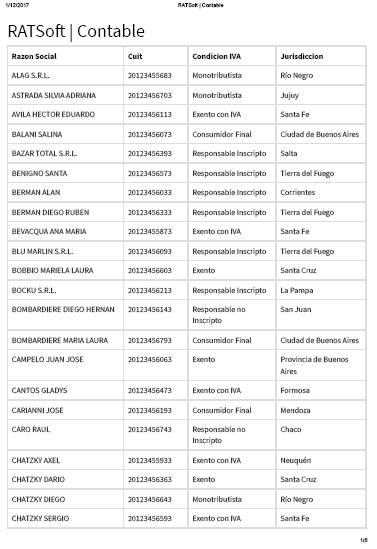 1/12/2017 RATSoft | Contable
RATSoft | Contable
Razon Social Cuit Condicion IVA Jurisdiccion
ALAG S.R.L. 20123455683 Monotributista Río Negro
ASTRADA SILVIA ADRIANA 20123456703 Monotributista Jujuy
AVILA HECTOR EDUARDO 20123456113 Exento con IVA Santa Fe
BALANI SALINA 20123456073 Consumidor Final Ciudad de Buenos Aires
BAZAR TOTAL S.R.L. 20123456393 Responsable Inscripto Salta
BENIGNO SANTA 20123456573 Responsable Inscripto Tierra del Fuego
BERMAN ALAN 20123456033 Responsable Inscripto Corrientes
BERMAN DIEGO RUBEN 20123456333 Responsable Inscripto Tierra del Fuego
BEVACQUA ANA MARIA 20123455873 Exento con IVA Santa Fe
BLU MARLIN S.R.L. 20123456093 Responsable Inscripto Tierra del Fuego
BOBBIO MARIELA LAURA 20123456603 Exento Santa Cruz
BOCKU S.R.L. 20123456213 Responsable Inscripto La Pampa
BOMBARDIERE DIEGO HERNAN 20123456143 Responsable no San Juan
Inscripto
BOMBARDIERE MARIA LAURA 20123456793 Consumidor Final Ciudad de Buenos Aires
CAMPELO JUAN JOSE 20123456063 Exento Provincia de Buenos
Aires
CANTOS GLADYS 20123456473 Exento con IVA Formosa
CARIANNI JOSE 20123456193 Consumidor Final Mendoza
CARO RAUL 20123456743 Responsable no Chaco
Inscripto
CHATZKY AXEL 20123455933 Exento con IVA Neuquén
CHATZKY DARIO 20123456363 Exento Santa Cruz
CHATZKY DIEGO 20123456643 Monotributista Río Negro
CHATZKY SERGIO 20123456593 Exento con IVA Santa Fe
1/8